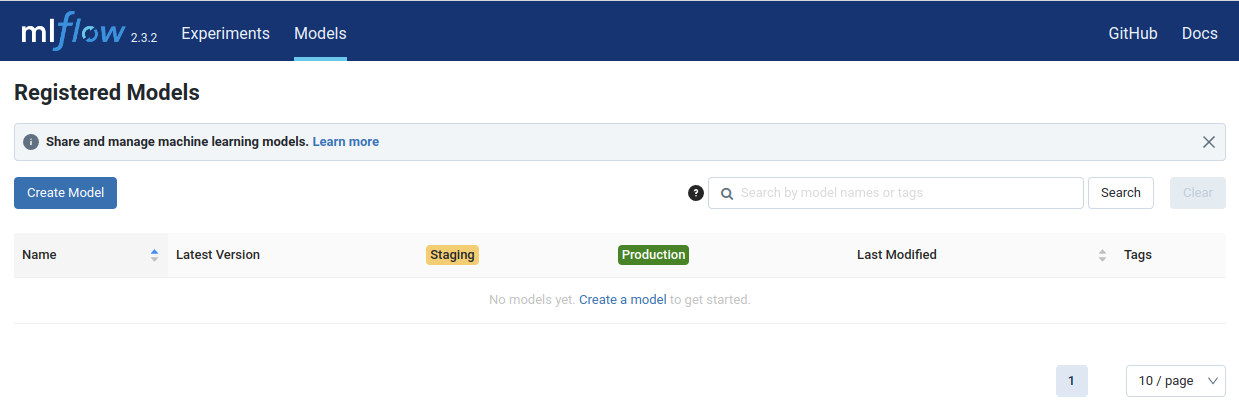 mlflow 2.3.2 Experiments Models GitHub Docs
Registered Models
i Share and manage machine learning models. Learn more
Create Model ? Search by model names or tags Search Clear
Name Latest Version Staging Production Last Modified Tags
No models yet. Create a model to get started.
1 10 / page